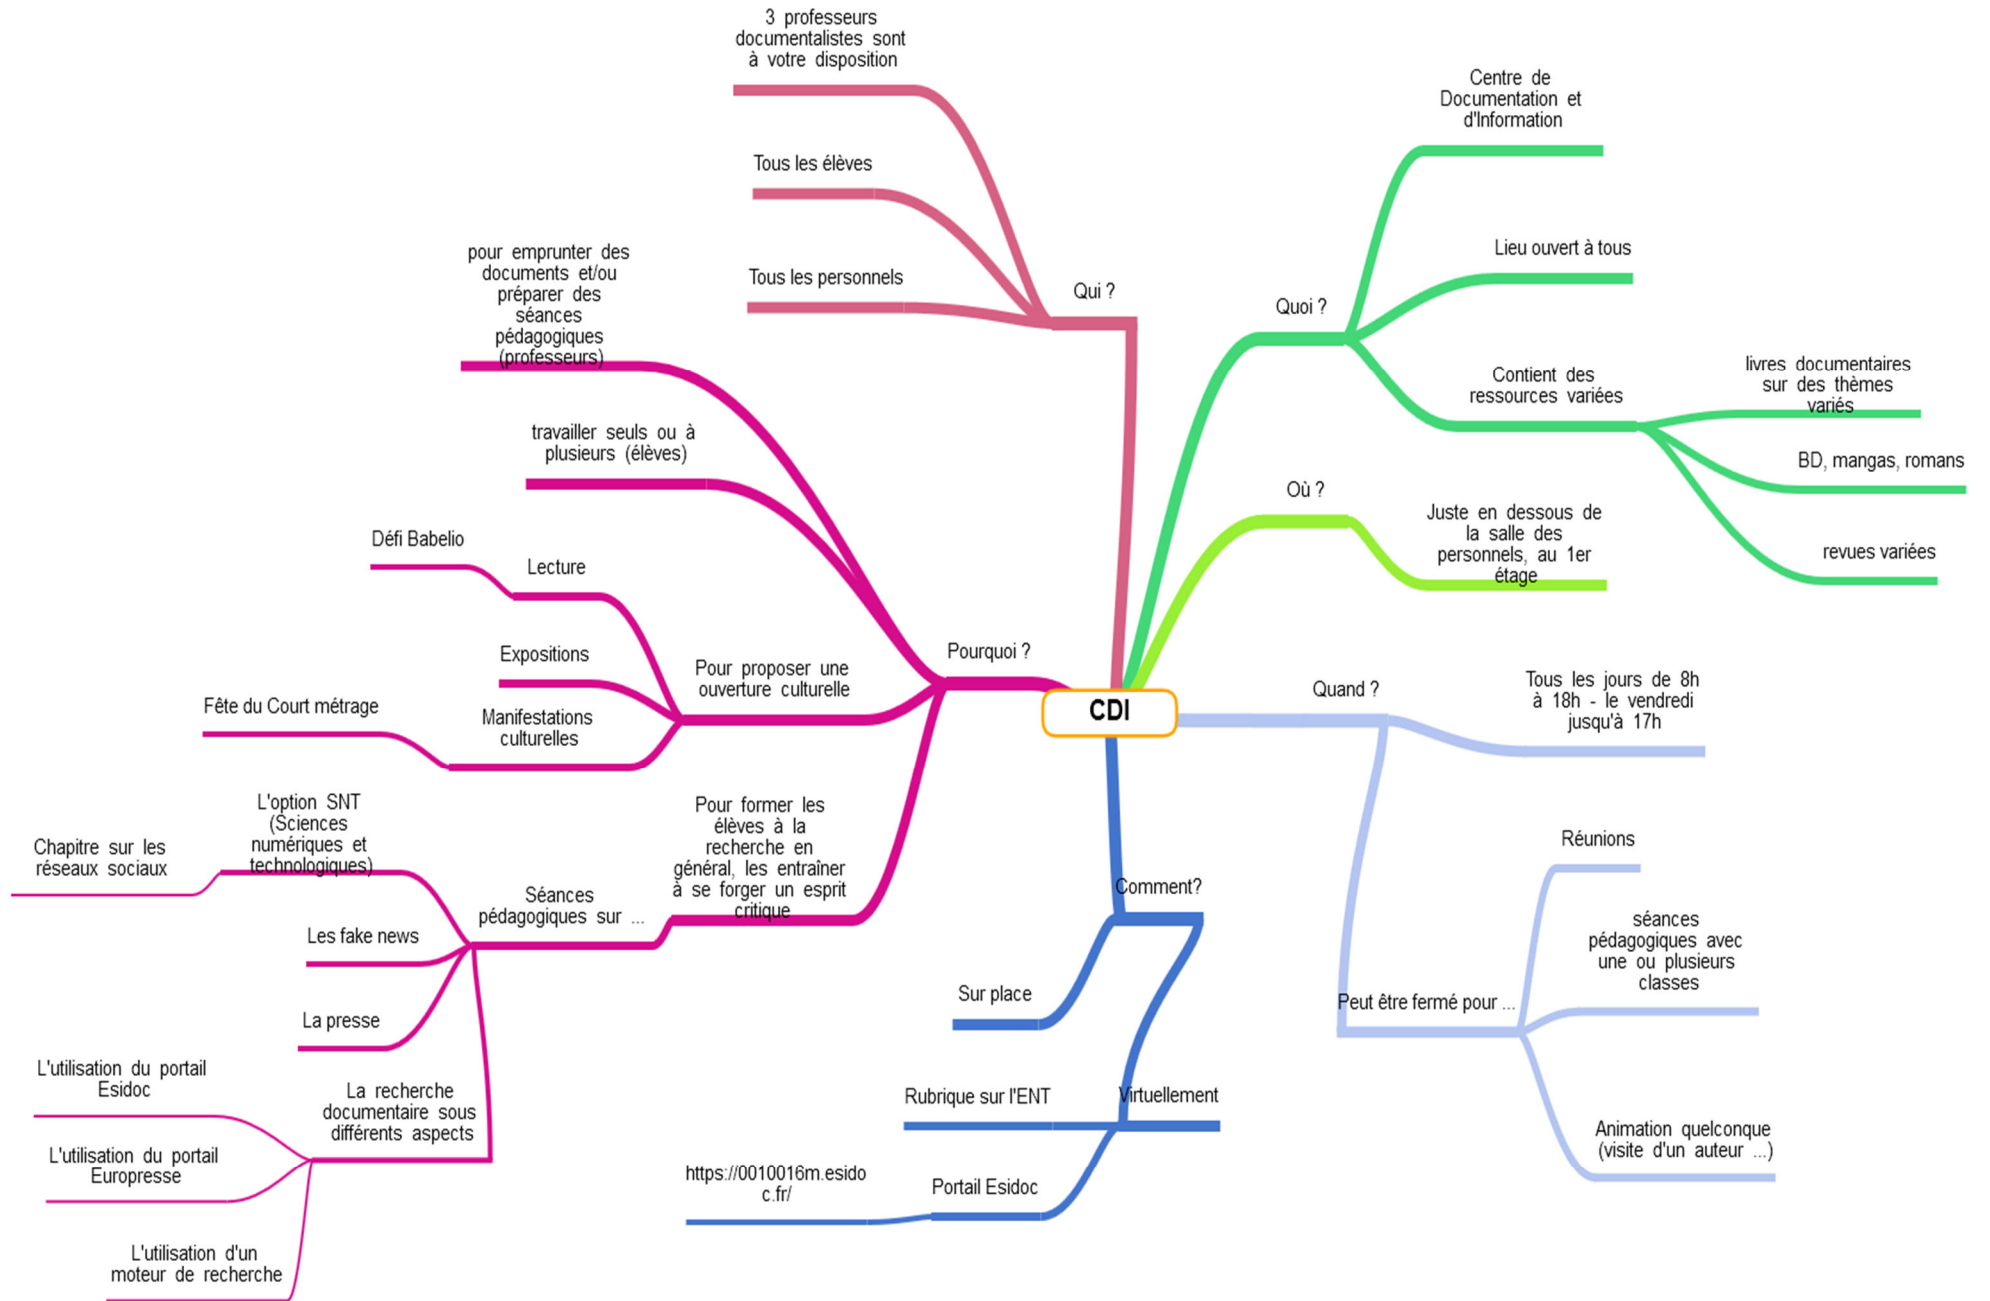 CDI
Qui ?
3 professeurs
documentalistes sont
à votre disposition
Tous les élèves
Tous les personnels
Quoi ?
Centre de
Documentation et
d'Information
Lieu ouvert à tous
Contient des
ressources variées
livres documentaires
sur des thèmes
variés
BD, mangas, romans
revues variées
Où ?
Juste en dessous de
la salle des
personnels, au 1er
étage
Quand ?
Tous les jours de 8h
à 18h - le vendredi
jusqu'à 17h
Peut être fermé pour ...
Réunions
séances
pédagogiques avec
une ou plusieurs
classes
Animation quelconque
(visite d'un auteur ...)
Comment?
Sur place
Virtuellement
Rubrique sur l'ENT
Portail Esidoc
https://0010016m.esido
c.fr/
Pourquoi ?
pour emprunter des
documents et/ou
préparer des
séances
pédagogiques
(professeurs)
travailler seuls ou à
plusieurs (élèves)
Pour proposer une
ouverture culturelle
Lecture
Défi Babelio
Expositions
Manifestations
culturelles
Fête du Court métrage
Pour former les
élèves à la
recherche en
général, les entraîner
à se forger un esprit
critique
Séances
pédagogiques sur ...
L'option SNT
(Sciences
numériques et
technologiques)
Chapitre sur les
réseaux sociaux
Les fake news
La presse
La recherche
documentaire sous
différents aspects
L'utilisation du portail
Esidoc
L'utilisation du portail
Europresse
L'utilisation d'un
moteur de recherche